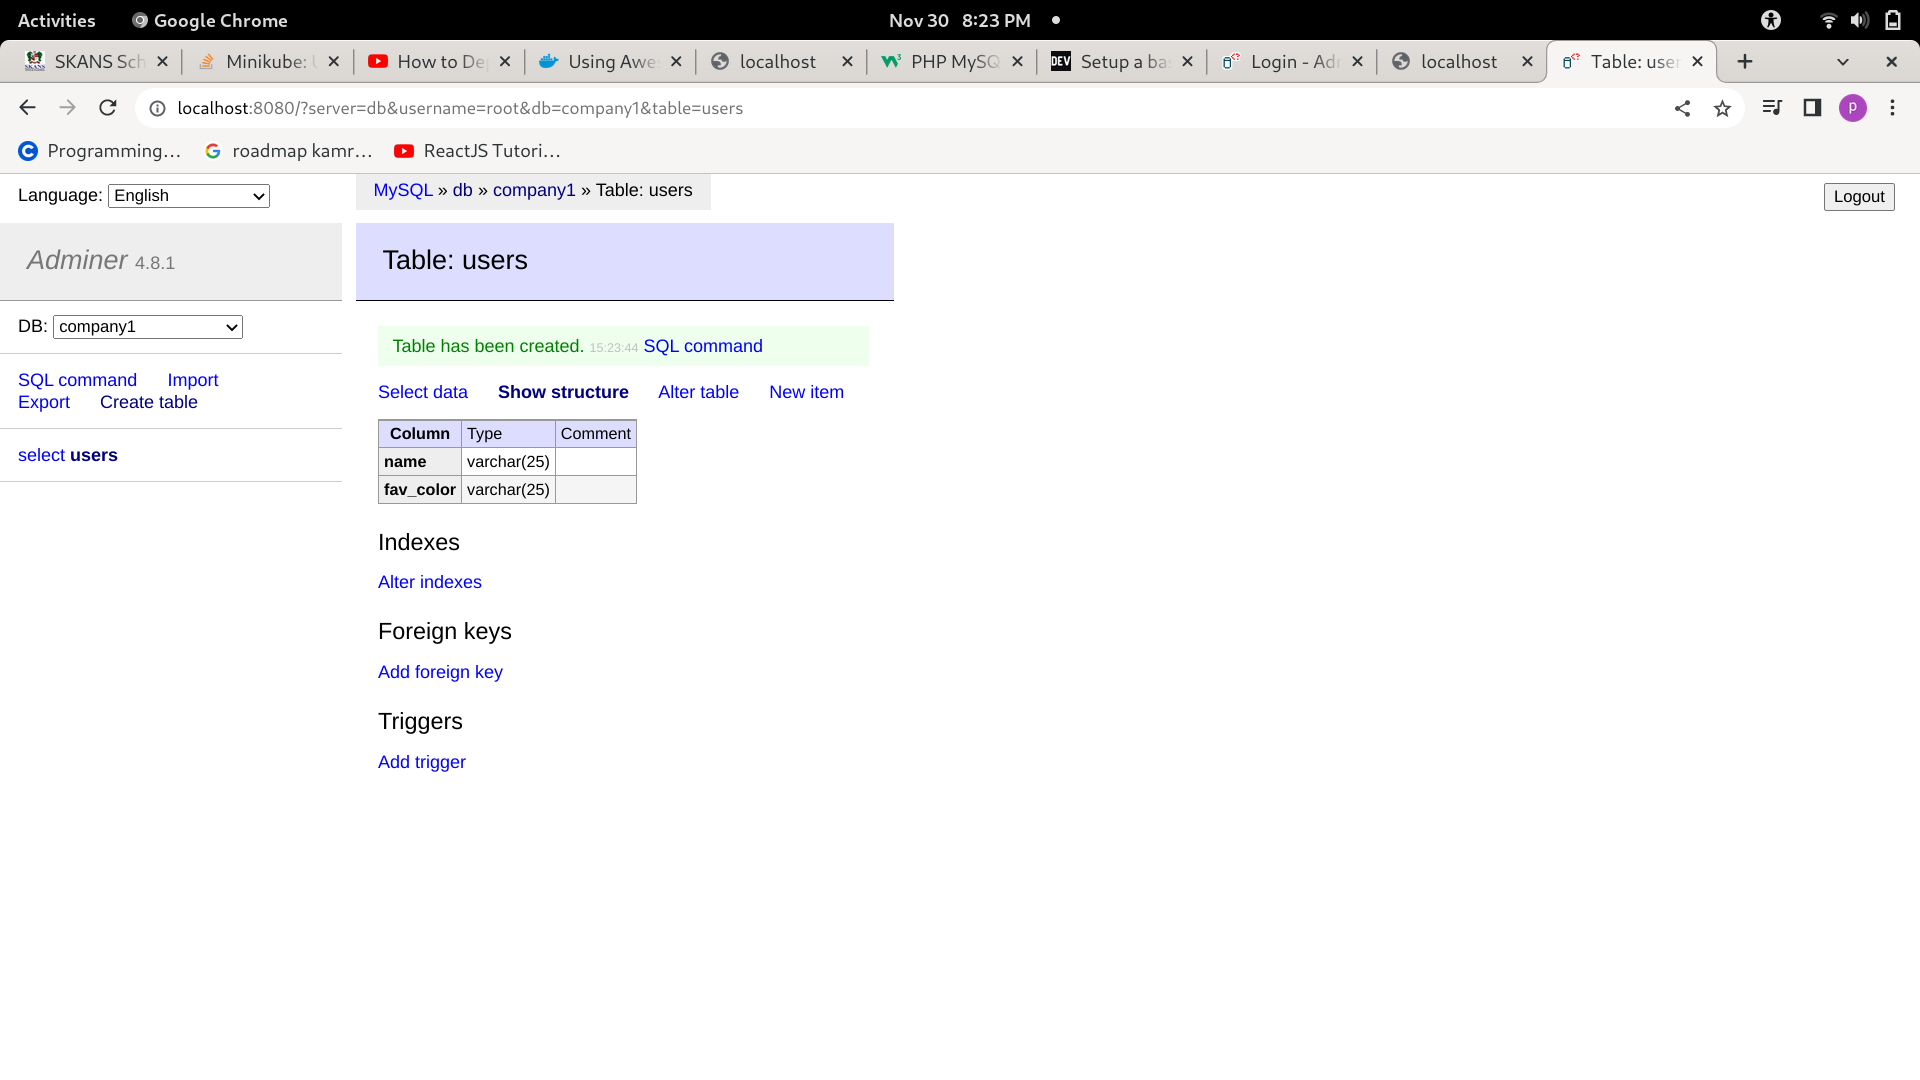 Activities Google Chrome Nov 30 8:23 PM
SKANS Sch Minikube: How to De Using Awe localhost PHP MySQ Setup a ba Login - Ad localhost Table: user
localhost:8080/?server=db&username=root&db=company1&table=users P
Programming... roadmap kamr... ReactJS Tutori...
Language: English MySQL » db » company1 » Table: users Logout
Adminer 4.8.1 Table: users
DB: company1
Table has been created. 15:23:44 SQL command
SQL command Import Select data Show structure Alter table New item
Export Create table
Column Type Comment
select users name varchar(25)
fav_color varchar(25)
Indexes
Alter indexes
Foreign keys
Add foreign key
Triggers
Add trigger